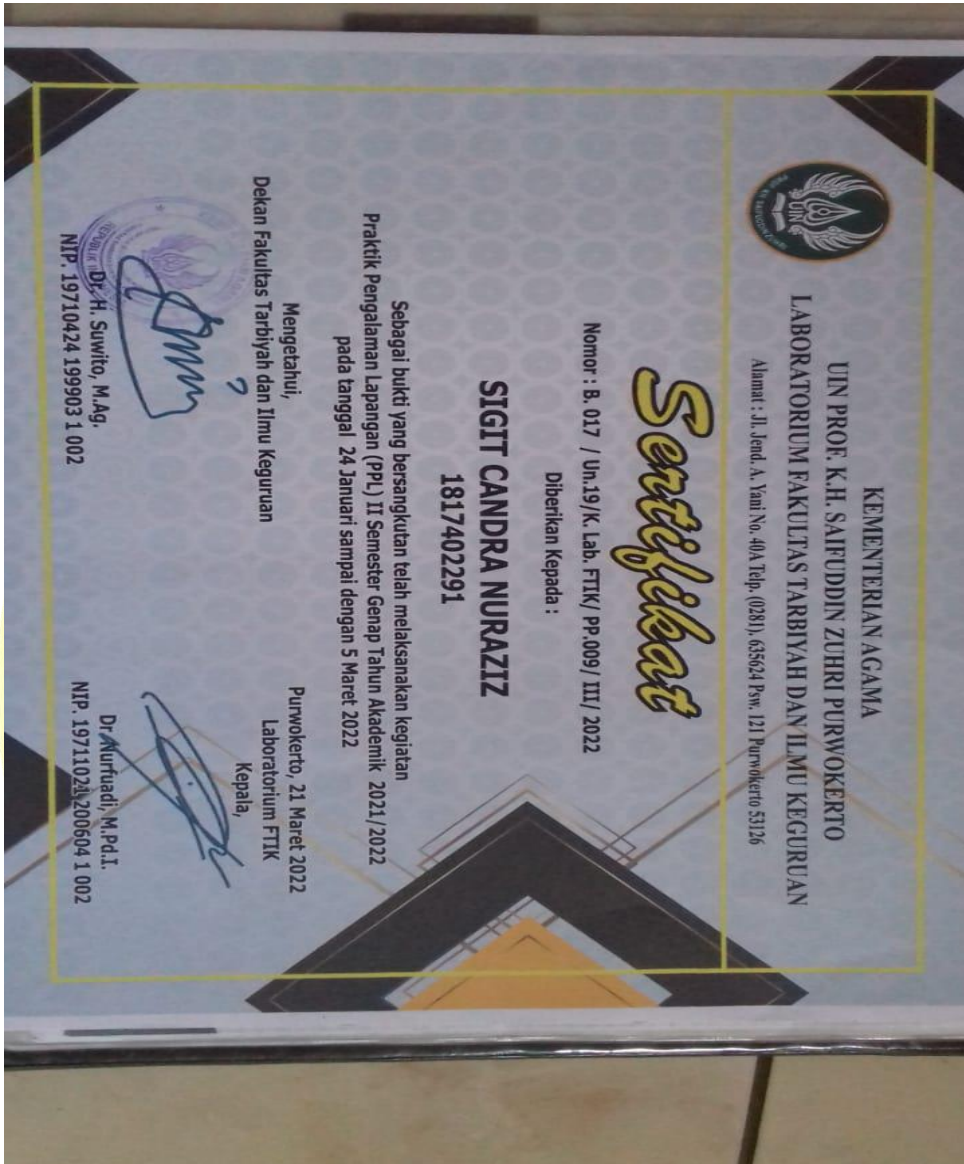 KEMENTERIAN AGAMA
UIN PROF. K.H. SAIFUDDIN ZUHRI PURWOKERTO
LABORATORIUM FAKULTAS TARBIYAH DAN ILMU KEGURUAN
Alamat : Jl. Jend. A. Yani No. 40A Telp. (0281), 635624 Psw. 121 Purwokerto 53126
UIN
Sertifikat
Nomor : B. 017 / Un.19/K. Lab. FTIK/ PP.009/ III/ 2022
Diberikan Kepada :
SIGIT CANDRA NURAZIZ
1817402291
Sebagai bukti yang bersangkutan telah melaksanakan kegiatan
Praktik Pengalaman Lapangan (PPL) II Semester Genap Tahun Akademik 2021/2022
pada tanggal 24 Januari sampai dengan 5 Maret 2022
Mengetahui,
Dekan Fakultas Tarbiyah dan Ilmu Keguruan
Dr. H. Suwito, M.Ag.
NIP. 19710424 199903 1 002
Purwokerto, 21 Maret 2022
Laboratorium FTIK
Kepala,
Dr. Nurfuadi, M.Pd.I.
NIP. 19711021 200604 1 002